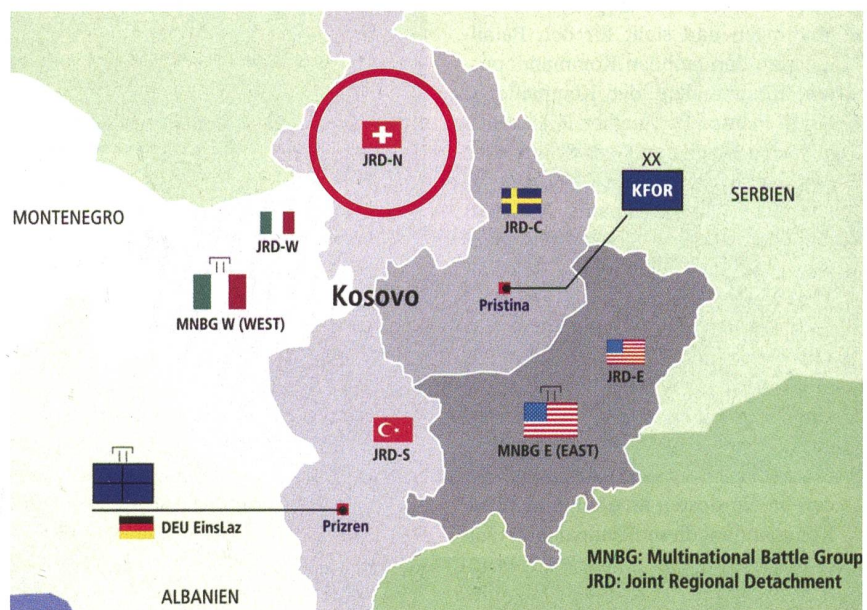 JRD-N
XX
KFOR
SERBIEN
MONTENEGRO
JRD-W
JRD-C
Kosovo
Pristina
MNBG W (WEST)
JRD-E
JRD-S
MNBG E (EAST)
DEU EinsLaz
Prizren
MNBG: Multinational Battle Group
JRD: Joint Regional Detachment
ALBANIEN